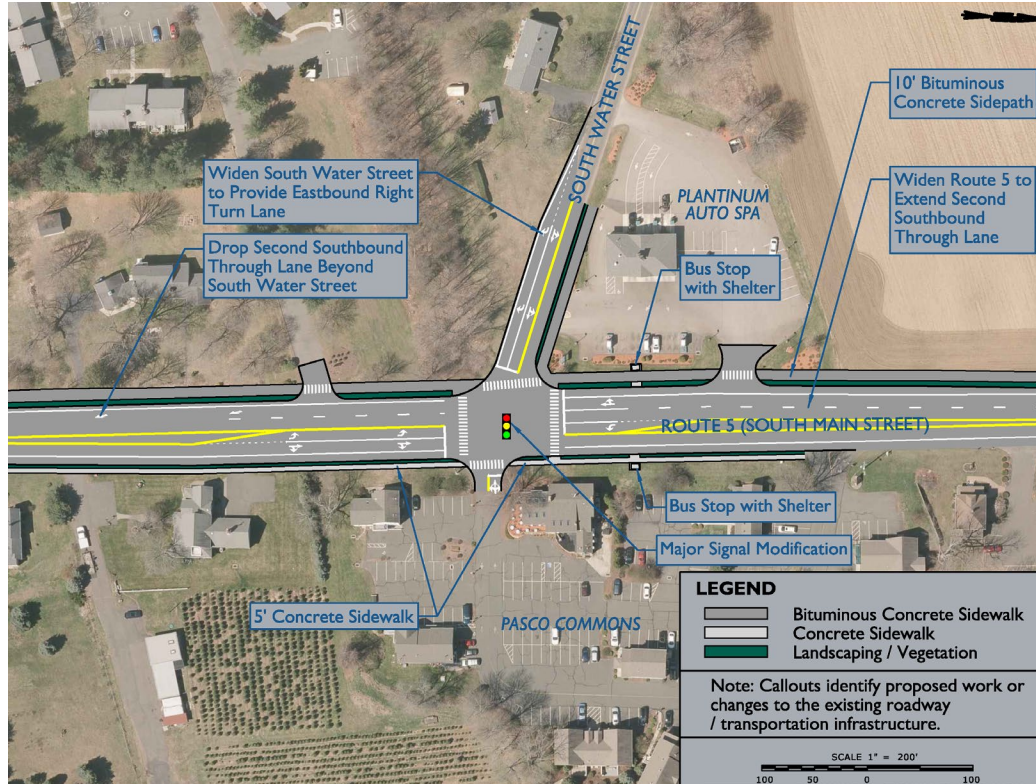 SOUTH WATER STREET
10' Bituminous
Concrete Sidepath
Widen South Water Street
to Provide Eastbound Right
Turn Lane
PLANTINUM
AUTO SPA
Widen Route 5 to
Extend Second
Southbound
Through Lane
Drop Second Southbound
Through Lane Beyond
South Water Street
Bus Stop
with Shelter
ROUTE 5 (SOUTH MAIN STREET)
Bus Stop with Shelter
Major Signal Modification
5' Concrete Sidewalk
PASCO COMMONS
LEGEND
Bituminous Concrete Sidewalk
Concrete Sidewalk
Landscaping / Vegetation
Note: Callouts identify proposed work or
changes to the existing roadway
/ transportation infrastructure.
SCALE 1" = 200'
100 50 0 100